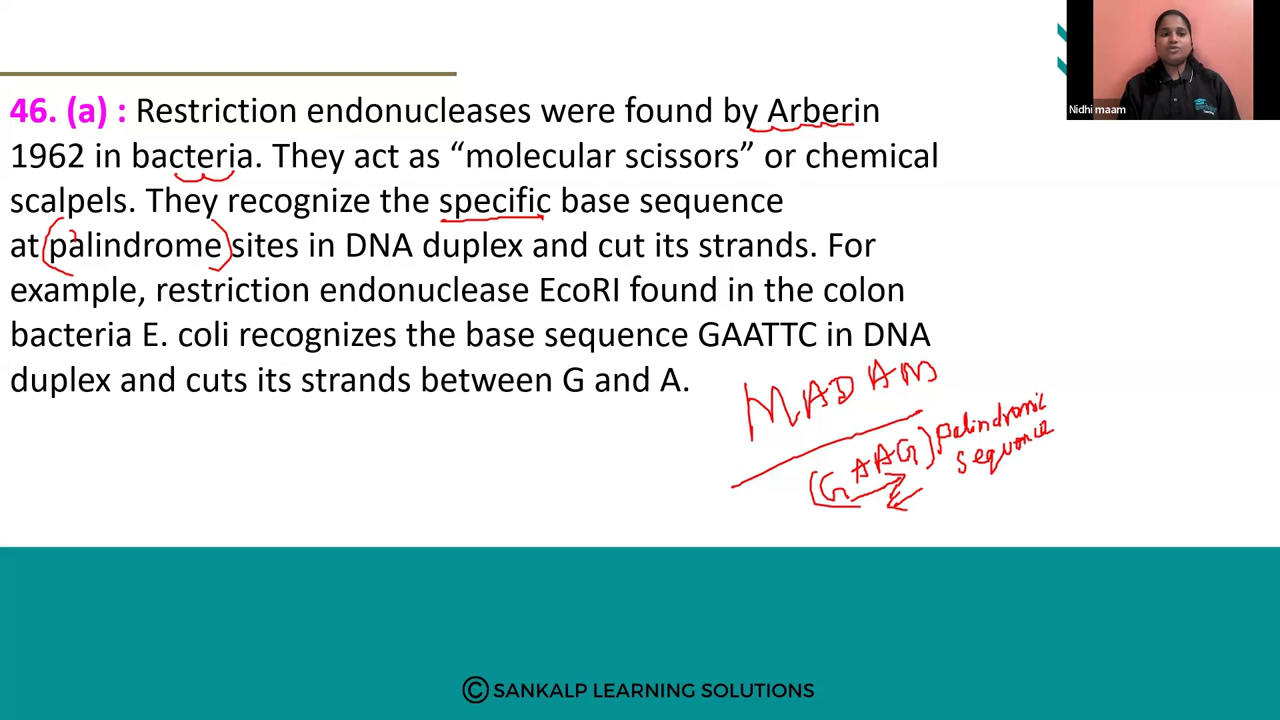 Nidhi maam
46. (a) : Restriction endonucleases were found by Arberin
1962 in bacteria. They act as “molecular scissors” or chemical
scalpels. They recognize the specific base sequence
at palindrome sites in DNA duplex and cut its strands. For
example, restriction endonuclease EcoRI found in the colon
bacteria E. coli recognizes the base sequence GAATTC in DNA
duplex and cuts its strands between G and A.
MADAM
(GAAG) Palindromic
Sequence
© SANKALP LEARNING SOLUTIONS